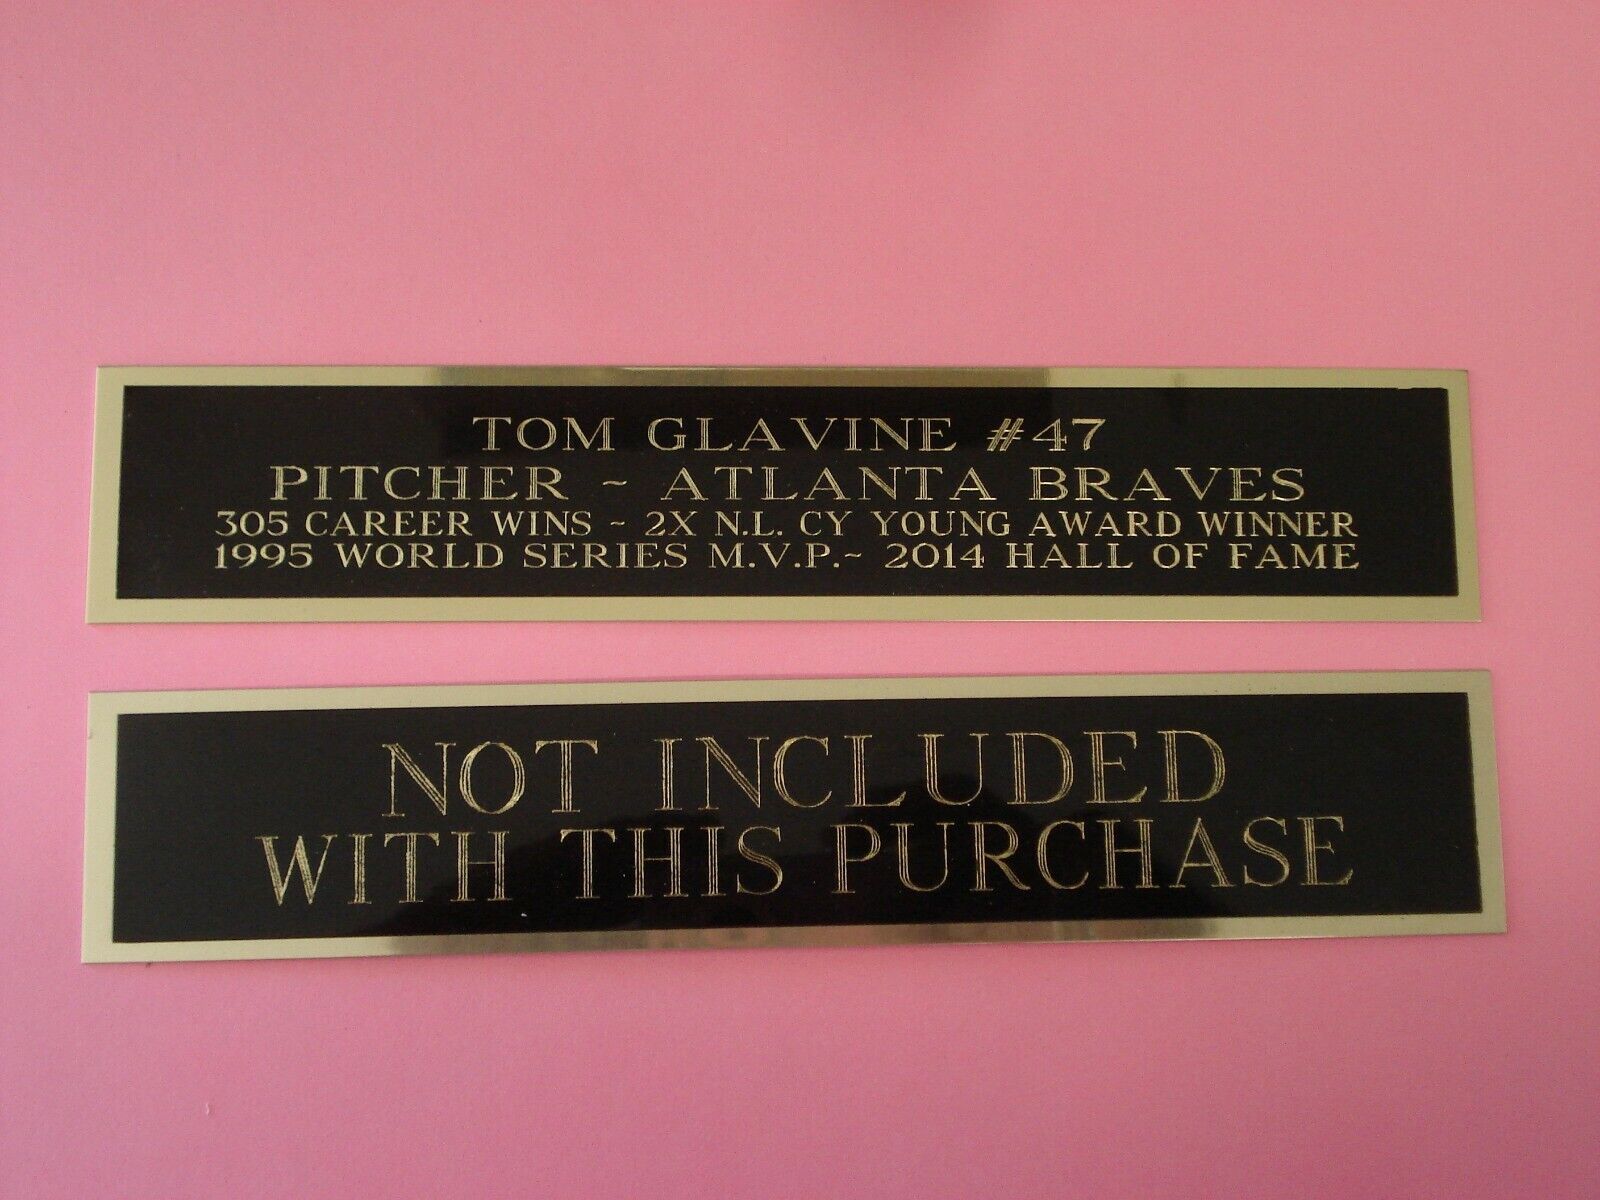 TOM GLAVINE #47
PITCHER ~ ATLANTA BRAVES
305 CAREER WINS ~ 2X N.L. CY YOUNG AWARD WINNER
1995 WORLD SERIES M.V.P.~ 2014 HALL OF FAME
NOT INCLUDED
WITH THIS PURCHASE